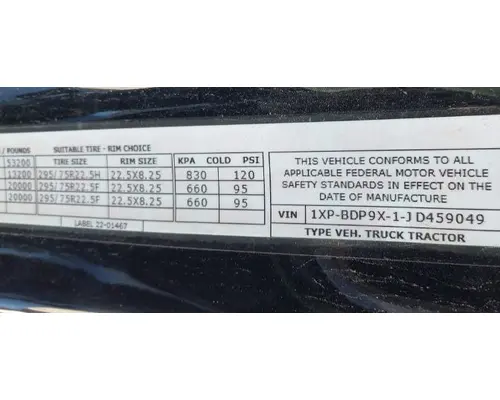 / POUNDS SUITABLE TIRE - RIM CHOICE
53200 TIRE SIZE RIM SIZE KPA COLD PSI
13200 295/75R22.5H 22.5X8.25 830 120
20000 295/75R22.5F 22.5X8.25 660 95
20000 295/75R22.5F 22.5X8.25 660 95
LABEL 22-01467
THIS VEHICLE CONFORMS TO ALL
APPLICABLE FEDERAL MOTOR VEHICLE
SAFETY STANDARDS IN EFFECT ON THE
DATE OF MANUFACTURE
VIN 1XP-BDP9X-1-JD459049
TYPE VEH. TRUCK TRACTOR